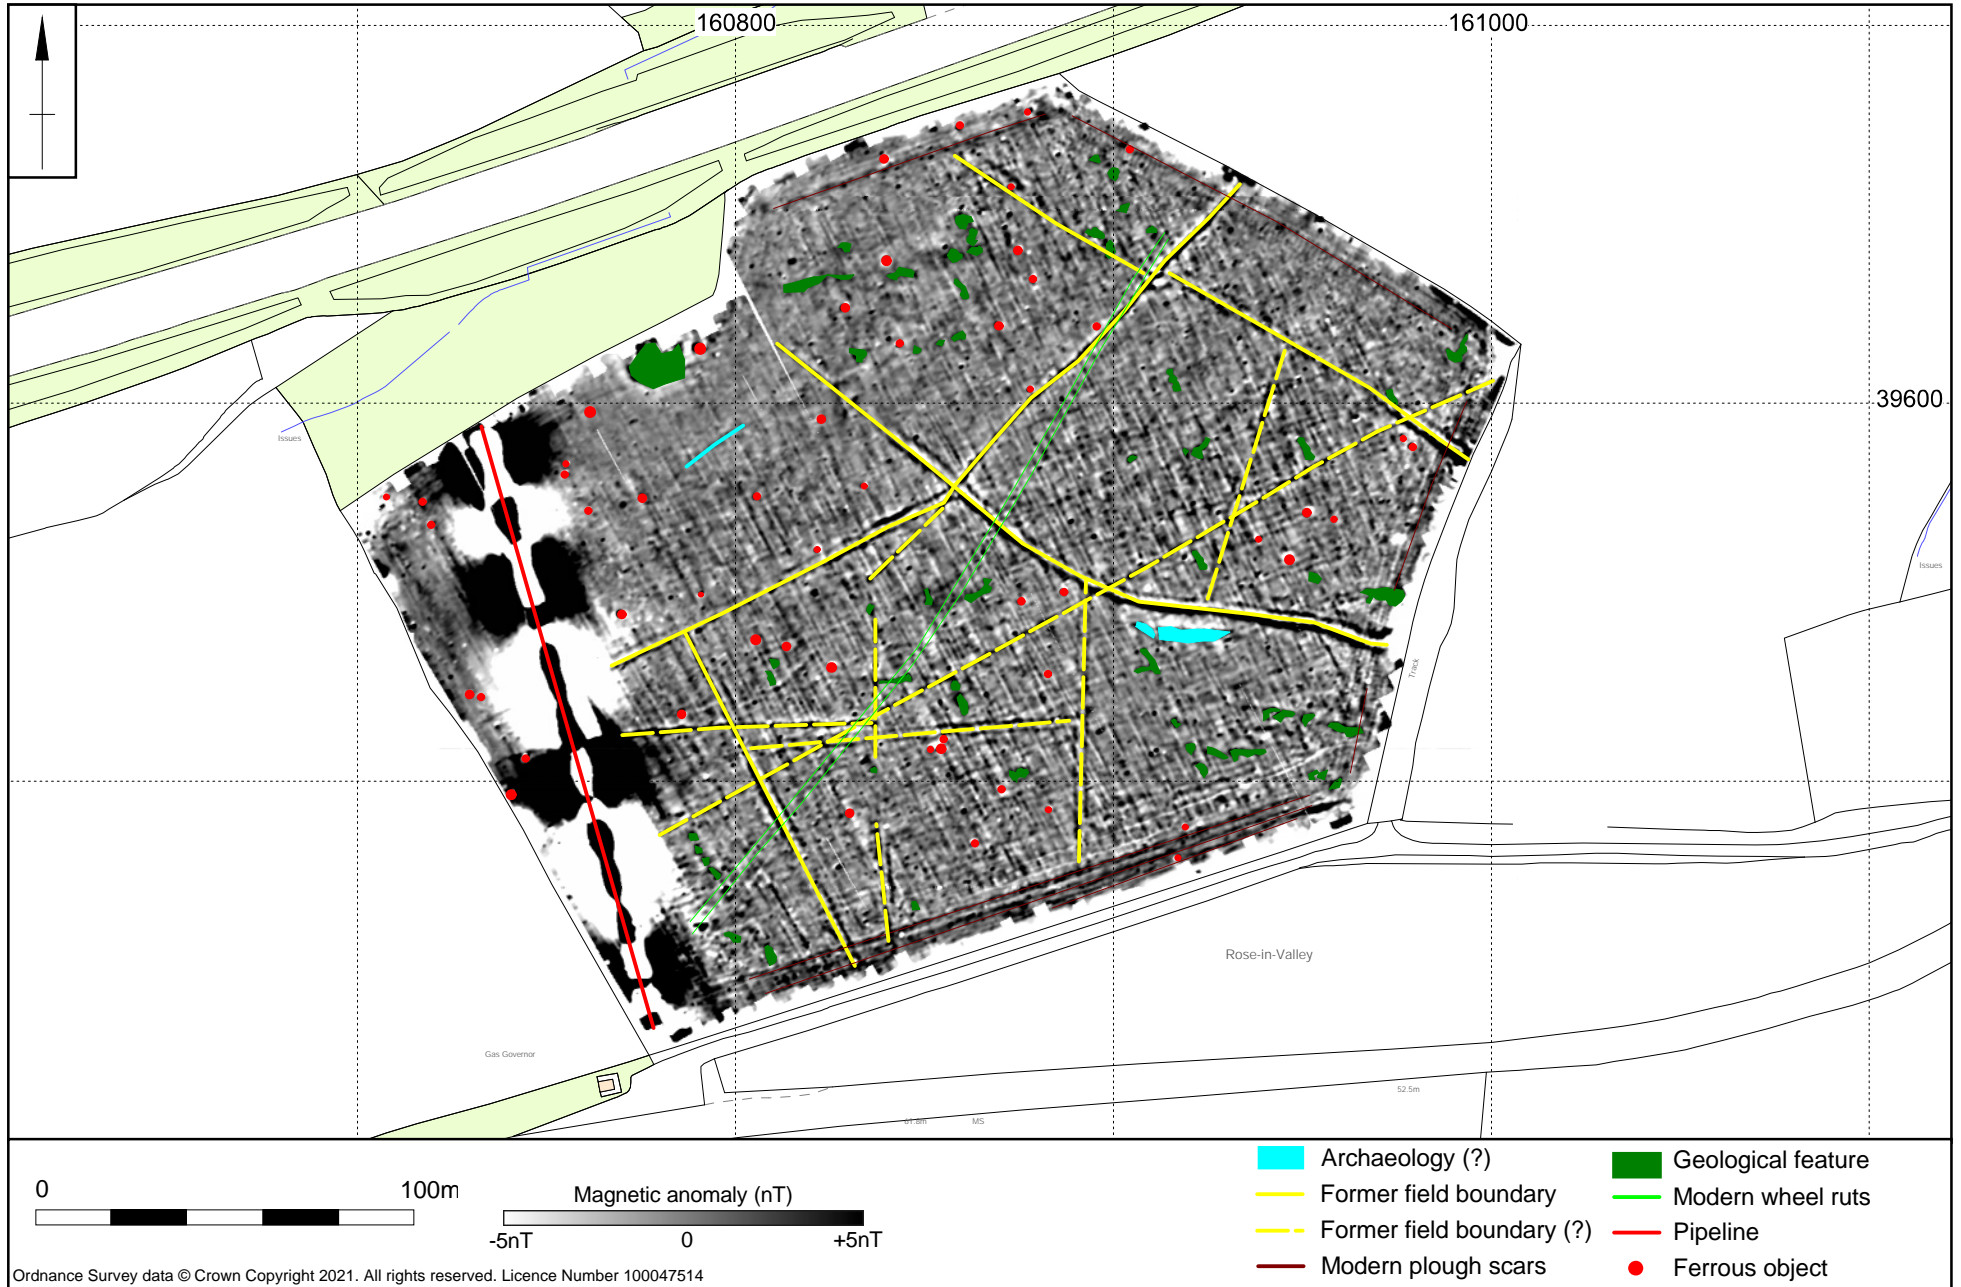 160800
161000
39600
Issues
Issues
Track
Rose-in-Valley
Gas Governor
52.5m
MS
0
100m
Magnetic anomaly (nT)
-5nT
0
+5nT
Archaeology (?)
Former field boundary
Former field boundary (?)
Modern plough scars
Geological feature
Modern wheel ruts
Pipeline
Ferrous object
Ordnance Survey data © Crown Copyright 2021. All rights reserved. Licence Number 100047514